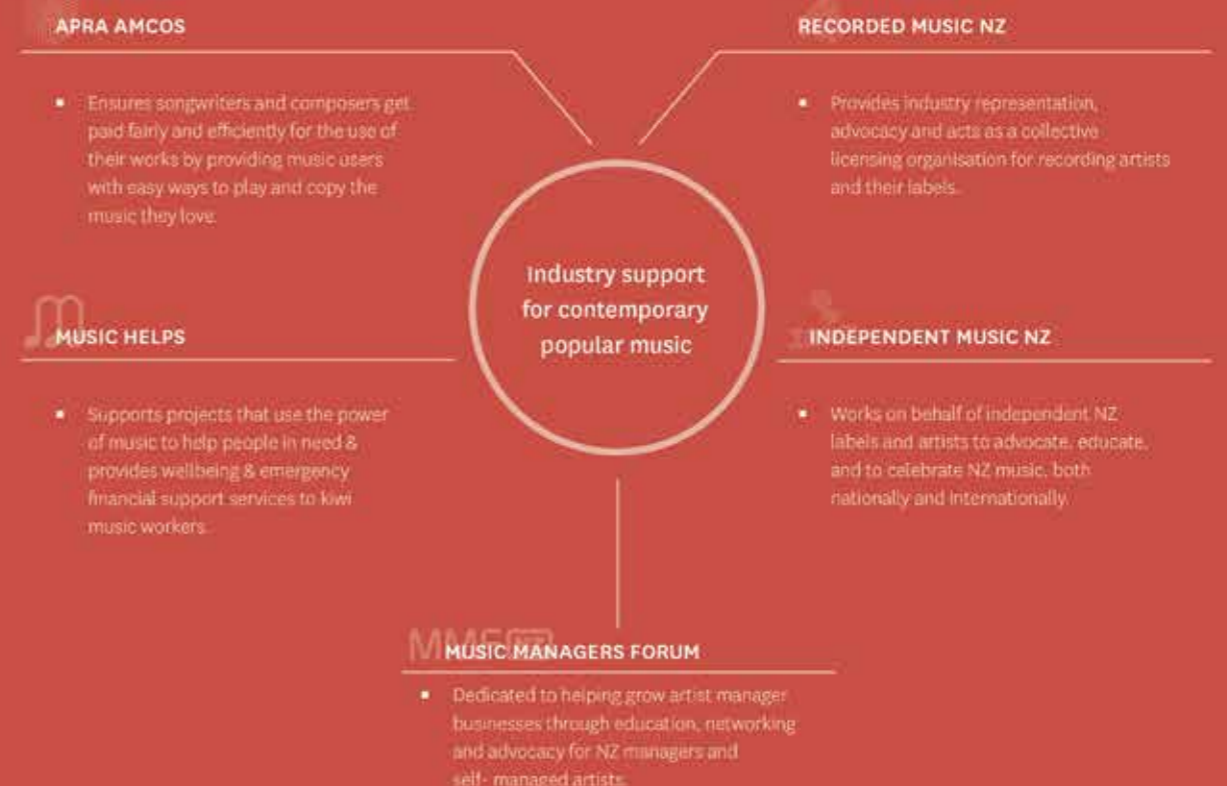 APRA AMCOS
▪ Ensures songwriters and composers get
paid fairly and efficiently for the use of
their works by providing music users
with easy ways to play and copy the
music they love.
RECORDED MUSIC NZ
▪ Provides industry representation,
advocacy and acts as a collective
licensing organisation for recording artists
and their labels.
Industry support
for contemporary
popular music
MUSIC HELPS
▪ Supports projects that use the power
of music to help people in need &
provides wellbeing & emergency
financial support services to kiwi
music workers.
INDEPENDENT MUSIC NZ
▪ Works on behalf of independent NZ
labels and artists to advocate, educate,
and to celebrate NZ music, both
nationally and internationally.
MMF NZ
MUSIC MANAGERS FORUM
▪ Dedicated to helping grow artist manager
businesses through education, networking
and advocacy for NZ managers and
self- managed artists.